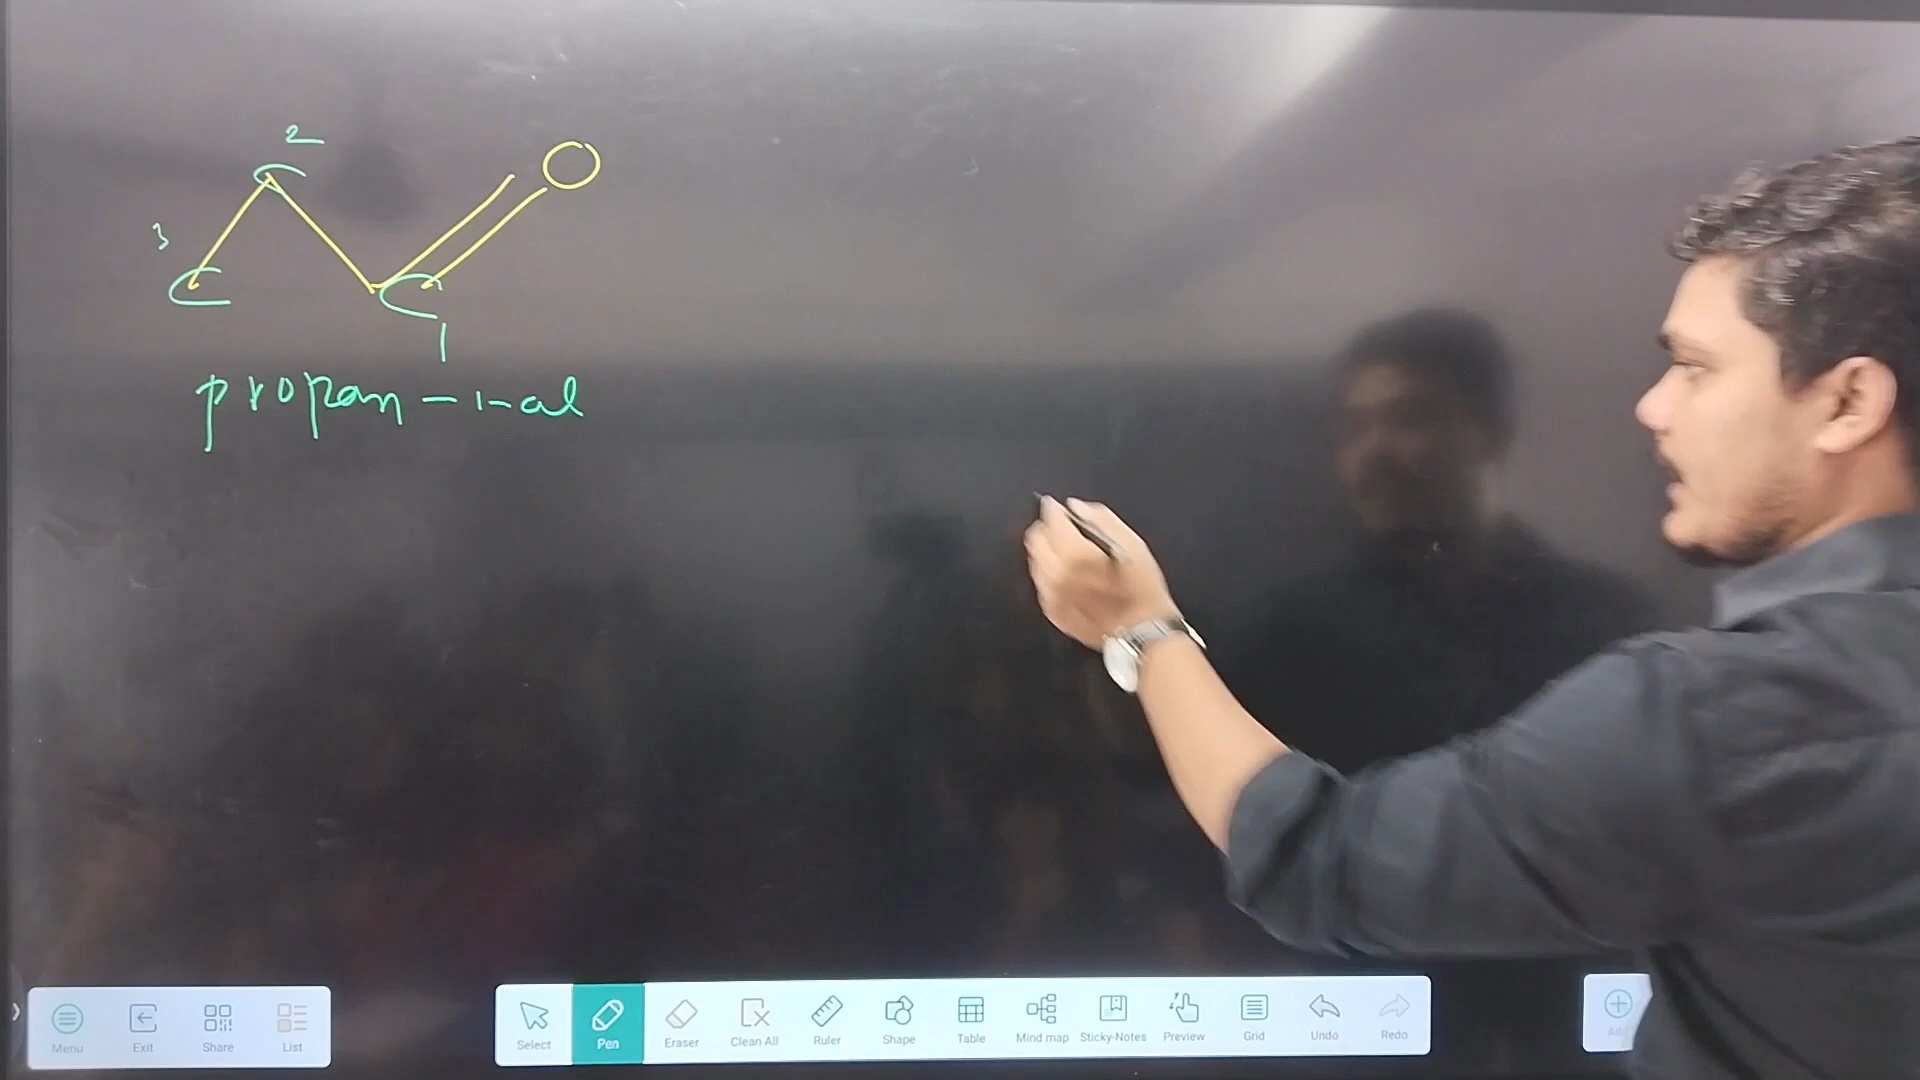 2
O
3
C
C
C
1
propan-1-al
Menu
Exit
Share
List
Select
Pen
Eraser
Clean All
Ruler
Shape
Table
Mind map
Sticky-Notes
Preview
Grid
Undo
Redo